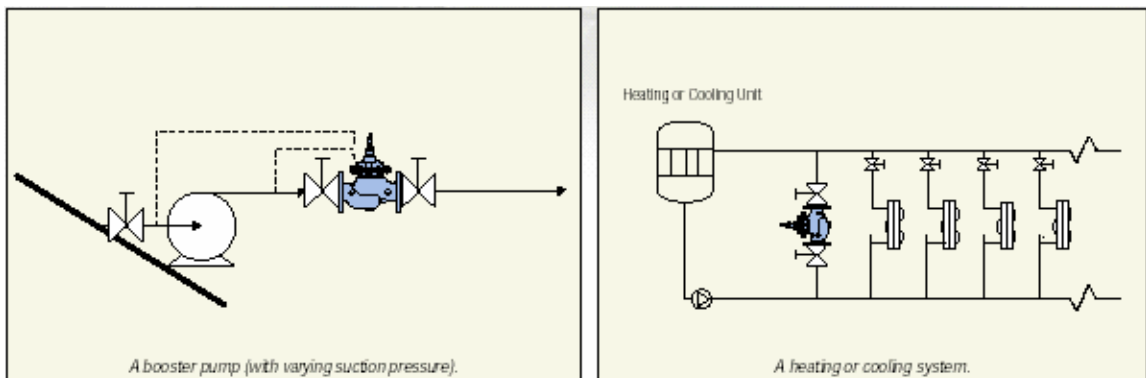 Heating or Cooling Unit
A booster pump (with varying suction pressure).
A heating or cooling system.